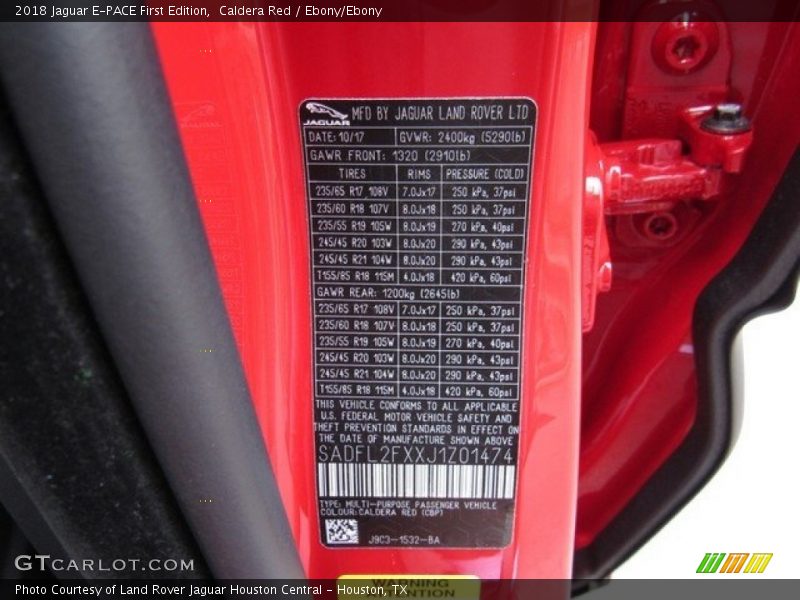 2018 Jaguar E-PACE First Edition,  Caldera Red / Ebony/Ebony
JAGUAR MFD BY JAGUAR LAND ROVER LTD
DATE: 10/17 GVWR: 2400kg (5290lb)
GAWR FRONT: 1320 (2910lb)
TIRES RIMS PRESSURE (COLD)
235/65 R17 108V 7.0Jx17 250 kPa, 37psi
235/60 R18 107V 8.0Jx18 250 kPa, 37psi
235/55 R19 105W 8.0Jx19 270 kPa, 40psi
245/45 R20 103W 8.0Jx20 290 kPa, 43psi
245/45 R21 104W 8.0Jx20 290 kPa, 43psi
T155/85 R18 115M 4.0Jx18 420 kPa, 60psi
GAWR REAR: 1200kg (2645lb)
235/65 R17 108V 7.0Jx17 250 kPa, 37psi
235/60 R18 107V 8.0Jx18 250 kPa, 37psi
235/55 R19 105W 8.0Jx19 270 kPa, 40psi
245/45 R20 103W 8.0Jx20 290 kPa, 43psi
245/45 R21 104W 8.0Jx20 290 kPa, 43psi
T155/85 R18 115M 4.0Jx18 420 kPa, 60psi
THIS VEHICLE CONFORMS TO ALL APPLICABLE
U.S. FEDERAL MOTOR VEHICLE SAFETY AND
THEFT PREVENTION STANDARDS IN EFFECT ON
THE DATE OF MANUFACTURE SHOWN ABOVE
SADFL2FXXJ1Z01474
TYPE: MULTI-PURPOSE PASSENGER VEHICLE
COLOUR: CALDERA RED (CBP)
J9C3-1532-BA
WARNING
ATTENTION
GTCARLOT.COM
Photo Courtesy of Land Rover Jaguar Houston Central - Houston, TX